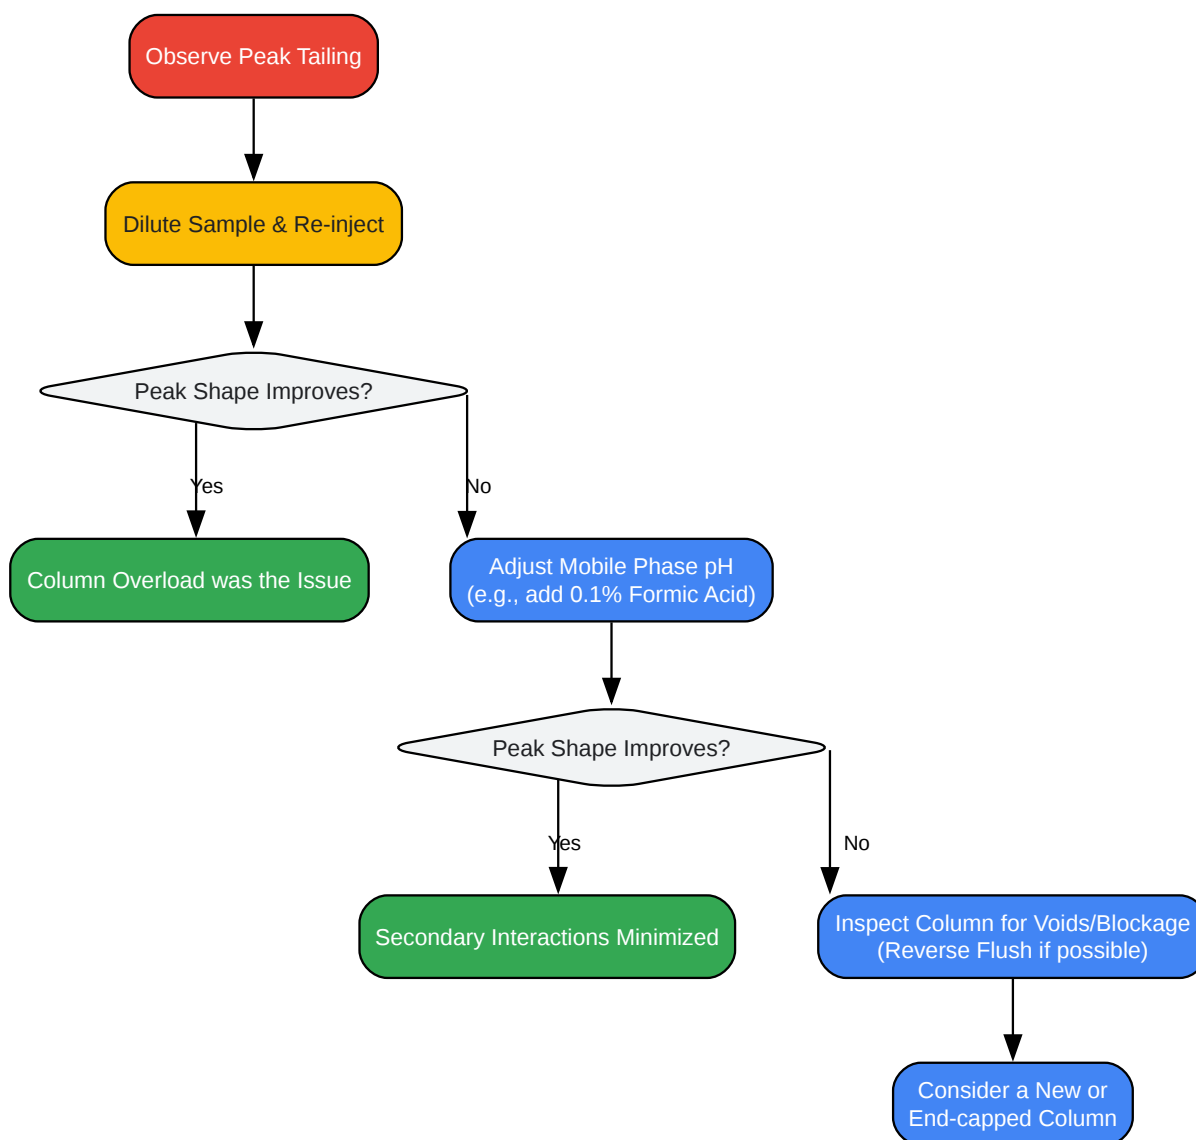 Observe Peak Tailing
Dilute Sample & Re-inject
Peak Shape Improves?
Yes
No
Column Overload was the Issue
Adjust Mobile Phase pH
(e.g., add 0.1% Formic Acid)
Peak Shape Improves?
Yes
No
Secondary Interactions Minimized
Inspect Column for Voids/Blockage
(Reverse Flush if possible)
Consider a New or
End-capped Column